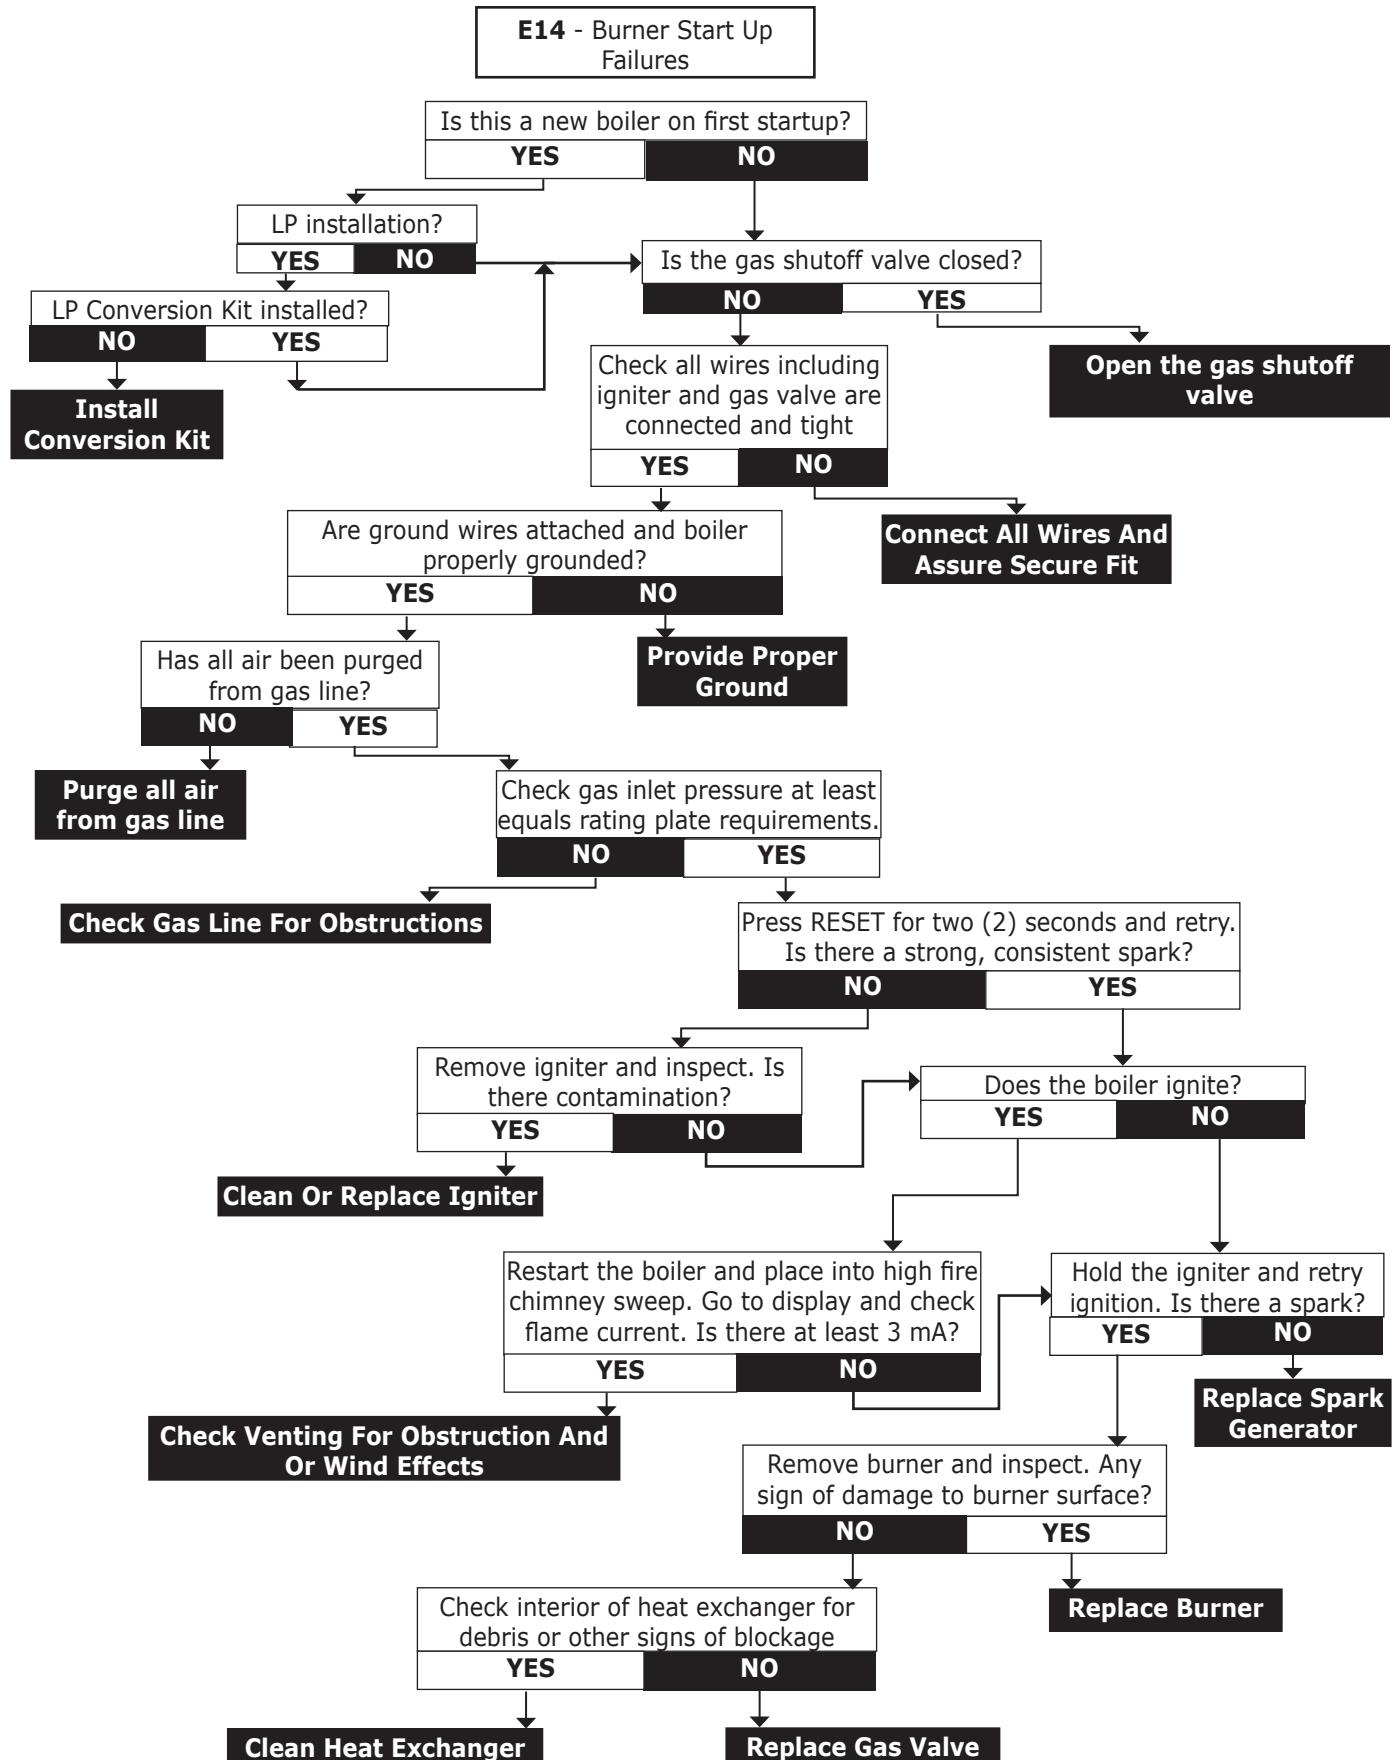 E14 - Burner Start Up
Failures
Is this a new boiler on first startup?
YES
NO
LP installation?
YES
NO
Is the gas shutoff valve closed?
NO
YES
LP Conversion Kit installed?
NO
YES
Open the gas shutoff
valve
Check all wires including
igniter and gas valve are
connected and tight
YES
NO
Install
Conversion Kit
Are ground wires attached and boiler
properly grounded?
YES
NO
Connect All Wires And
Assure Secure Fit
Has all air been purged
from gas line?
NO
YES
Provide Proper
Ground
Purge all air
from gas line
Check gas inlet pressure at least
equals rating plate requirements.
NO
YES
Check Gas Line For Obstructions
Press RESET for two (2) seconds and retry.
Is there a strong, consistent spark?
NO
YES
Remove igniter and inspect. Is
there contamination?
YES
NO
Does the boiler ignite?
YES
NO
Clean Or Replace Igniter
Restart the boiler and place into high fire
chimney sweep. Go to display and check
flame current. Is there at least 3 mA?
YES
NO
Hold the igniter and retry
ignition. Is there a spark?
YES
NO
Replace Spark
Generator
Check Venting For Obstruction And
Or Wind Effects
Remove burner and inspect. Any
sign of damage to burner surface?
NO
YES
Replace Burner
Check interior of heat exchanger for
debris or other signs of blockage
YES
NO
Clean Heat Exchanger
Replace Gas Valve